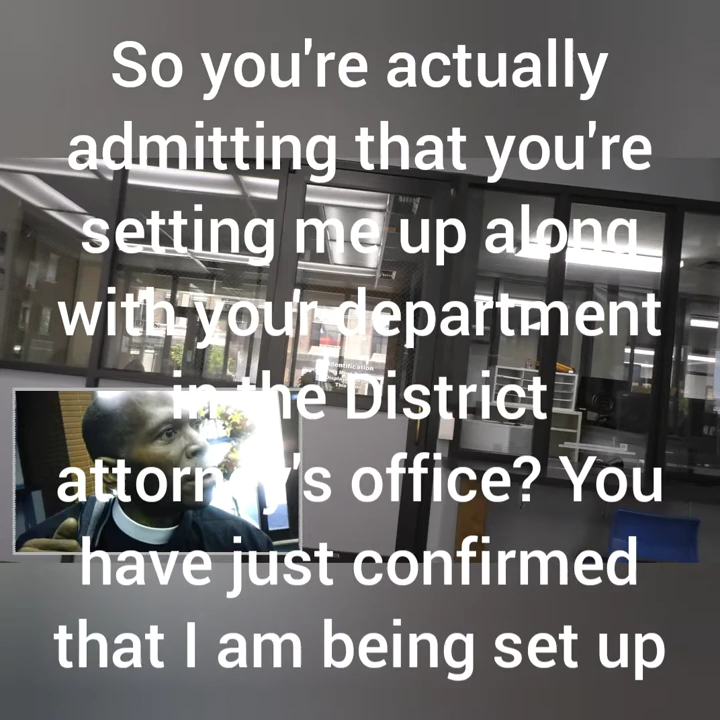 So you're actually
admitting that you're
setting me up along
with your department
in the District
attorney's office? You
have just confirmed
that I am being set up